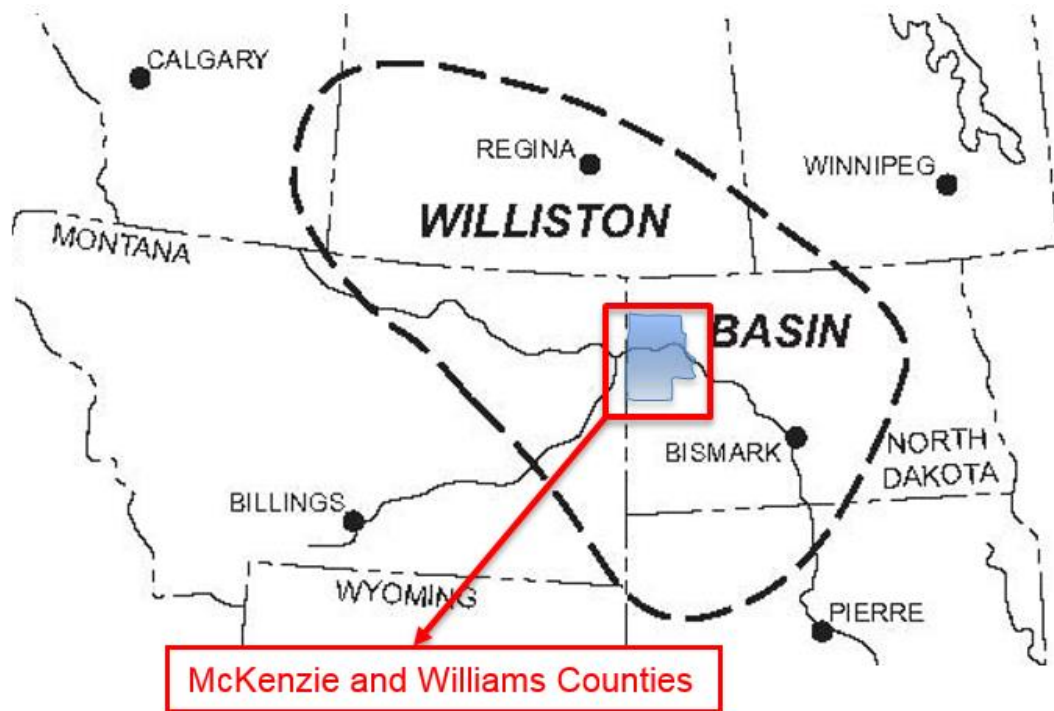 CALGARY
REGINA
WINNIPEG
WILLISTON
MONTANA
BASIN
BISMARK
NORTH
DAKOTA
BILLINGS
WYOMING
PIERRE
McKenzie and Williams Counties